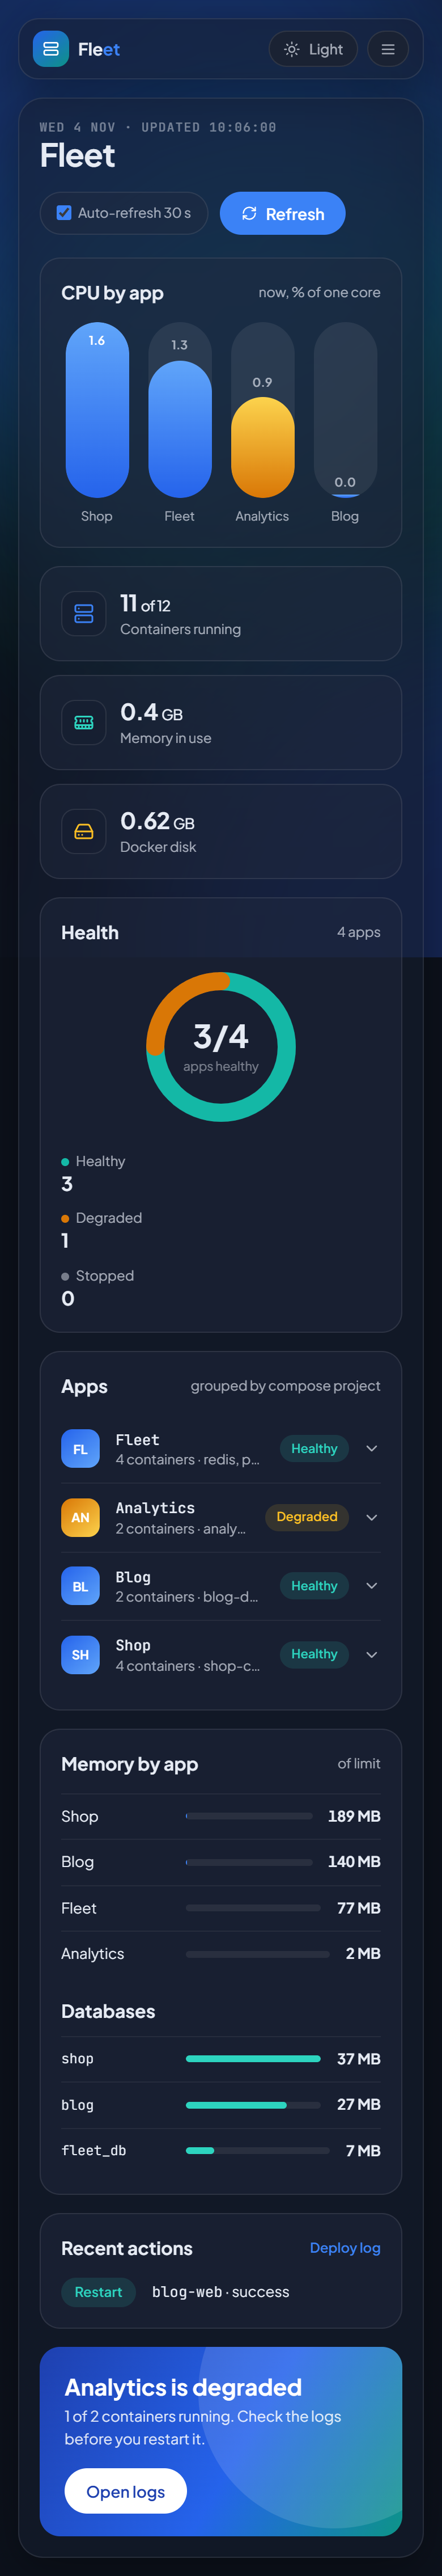 Fleet
Light
WED 4 NOV · UPDATED 10:06:00
Fleet
Auto-refresh 30 s
Refresh
CPU by app
now, % of one core
1.6
1.3
0.9
0.0
Shop
Fleet
Analytics
Blog
11 of 12
Containers running
0.4 GB
Memory in use
0.62 GB
Docker disk
Health
4 apps
3/4
apps healthy
Healthy
3
Degraded
1
Stopped
0
Apps
grouped by compose project
FL
Fleet
4 containers · redis, p…
Healthy
AN
Analytics
2 containers · analy…
Degraded
BL
Blog
2 containers · blog-d…
Healthy
SH
Shop
4 containers · shop-c…
Healthy
Memory by app
of limit
Shop
189 MB
Blog
140 MB
Fleet
77 MB
Analytics
2 MB
Databases
shop
37 MB
blog
27 MB
fleet_db
7 MB
Recent actions
Deploy log
Restart
blog-web · success
Analytics is degraded
1 of 2 containers running. Check the logs
before you restart it.
Open logs